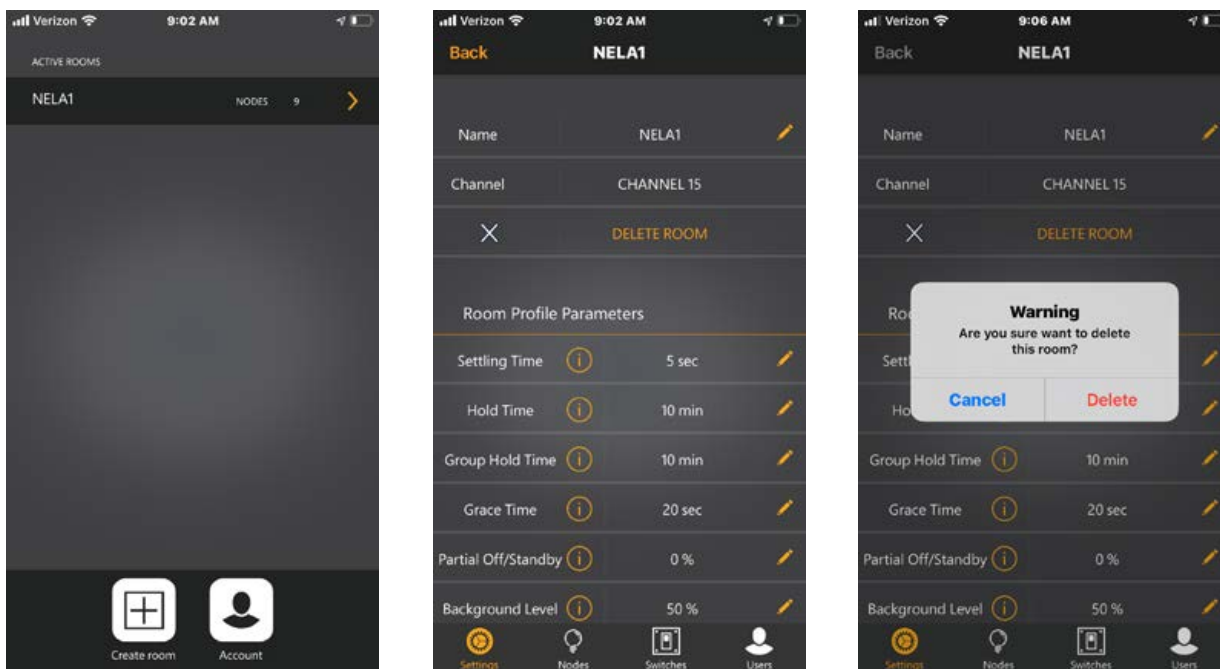 Verizon 9:02 AM
ACTIVE ROOMS
NELA1 NODES 9
Create room Account
Verizon 9:02 AM
Back NELA1
Name NELA1
Channel CHANNEL 15
DELETE ROOM
Room Profile Parameters
Settling Time i 5 sec
Hold Time i 10 min
Group Hold Time i 10 min
Grace Time i 20 sec
Partial Off/Standby i 0 %
Background Level i 50 %
Settings Nodes Switches Users
Verizon 9:06 AM
Back NELA1
Name NELA1
Channel CHANNEL 15
DELETE ROOM
Roo
Warning
Are you sure want to delete
this room?
Settl
Ho
Cancel Delete
Group Hold Time i 10 min
Grace Time i 20 sec
Partial Off/Standby i 0 %
Background Level i 50 %
Settings Nodes Switches Users